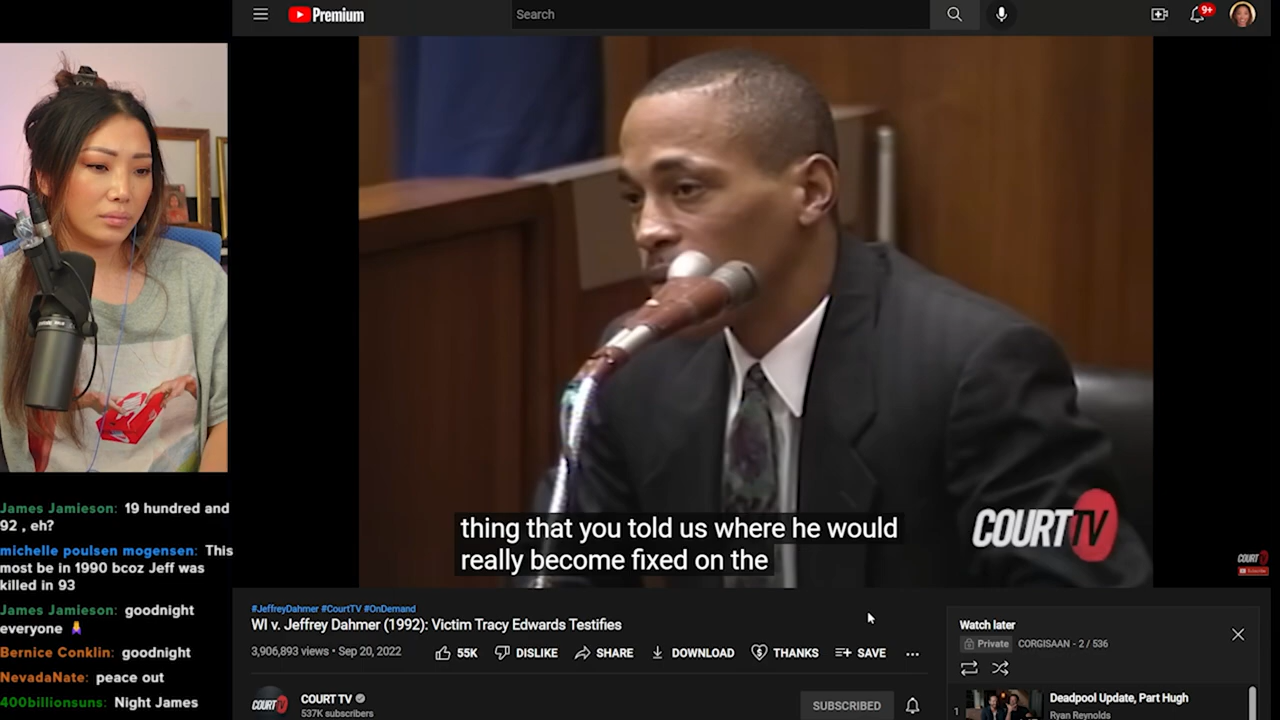 Premium
Search
9+
James Jamieson: 19 hundred and
92 , eh?
michelle poulsen mogensen: This
most be in 1990 bcoz Jeff was
killed in 93
James Jamieson: goodnight
everyone
Bernice Conklin: goodnight
NevadaNate: peace out
400billionsuns: Night James
thing that you told us where he would
really become fixed on the
COURT TV
COURT
Subscribe
#JeffreyDahmer #CourtTV #OnDemand
WI v. Jeffrey Dahmer (1992): Victim Tracy Edwards Testifies
3,906,893 views • Sep 20, 2022
55K
DISLIKE
SHARE
DOWNLOAD
THANKS
SAVE
COURT TV
COURT TV
537K subscribers
SUBSCRIBED
Watch later
Private
CORGISAAN - 2 / 536
1
Deadpool Update, Part Hugh
Ryan Reynolds